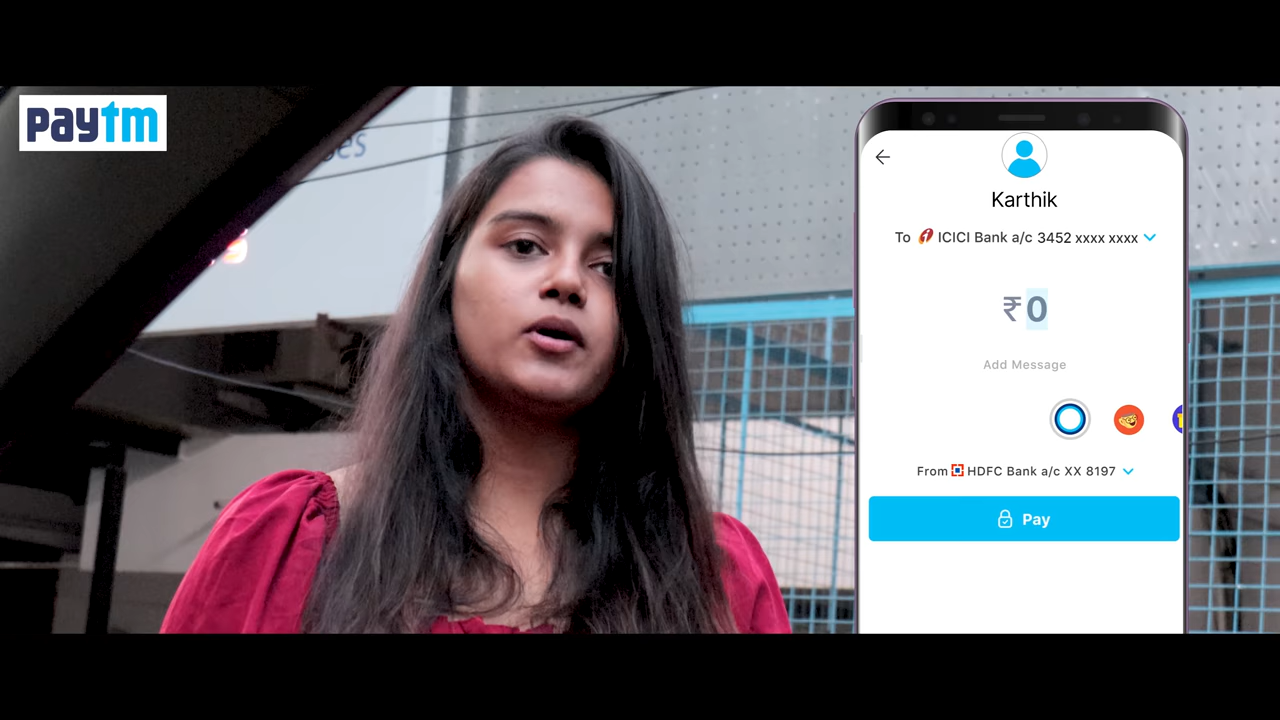 paytm
Karthik
To ICICI Bank a/c 3452 xxxx xxxx
₹0
Add Message
From HDFC Bank a/c XX 8197
Pay